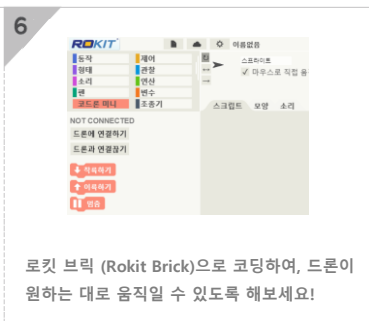 6
ROKIT
이름없음
동작
제어
형태
관찰
소리
연산
펜
변수
코드론 미니
조종기
스프라이트
마우스로 직접 움
스크립트 모양 소리
NOT CONNECTED
드론에 연결하기
드론과 연결끊기
착륙하기
이륙하기
멈춤
로킷 브릭 (Rokit Brick)으로 코딩하여, 드론이
원하는 대로 움직일 수 있도록 해보세요!